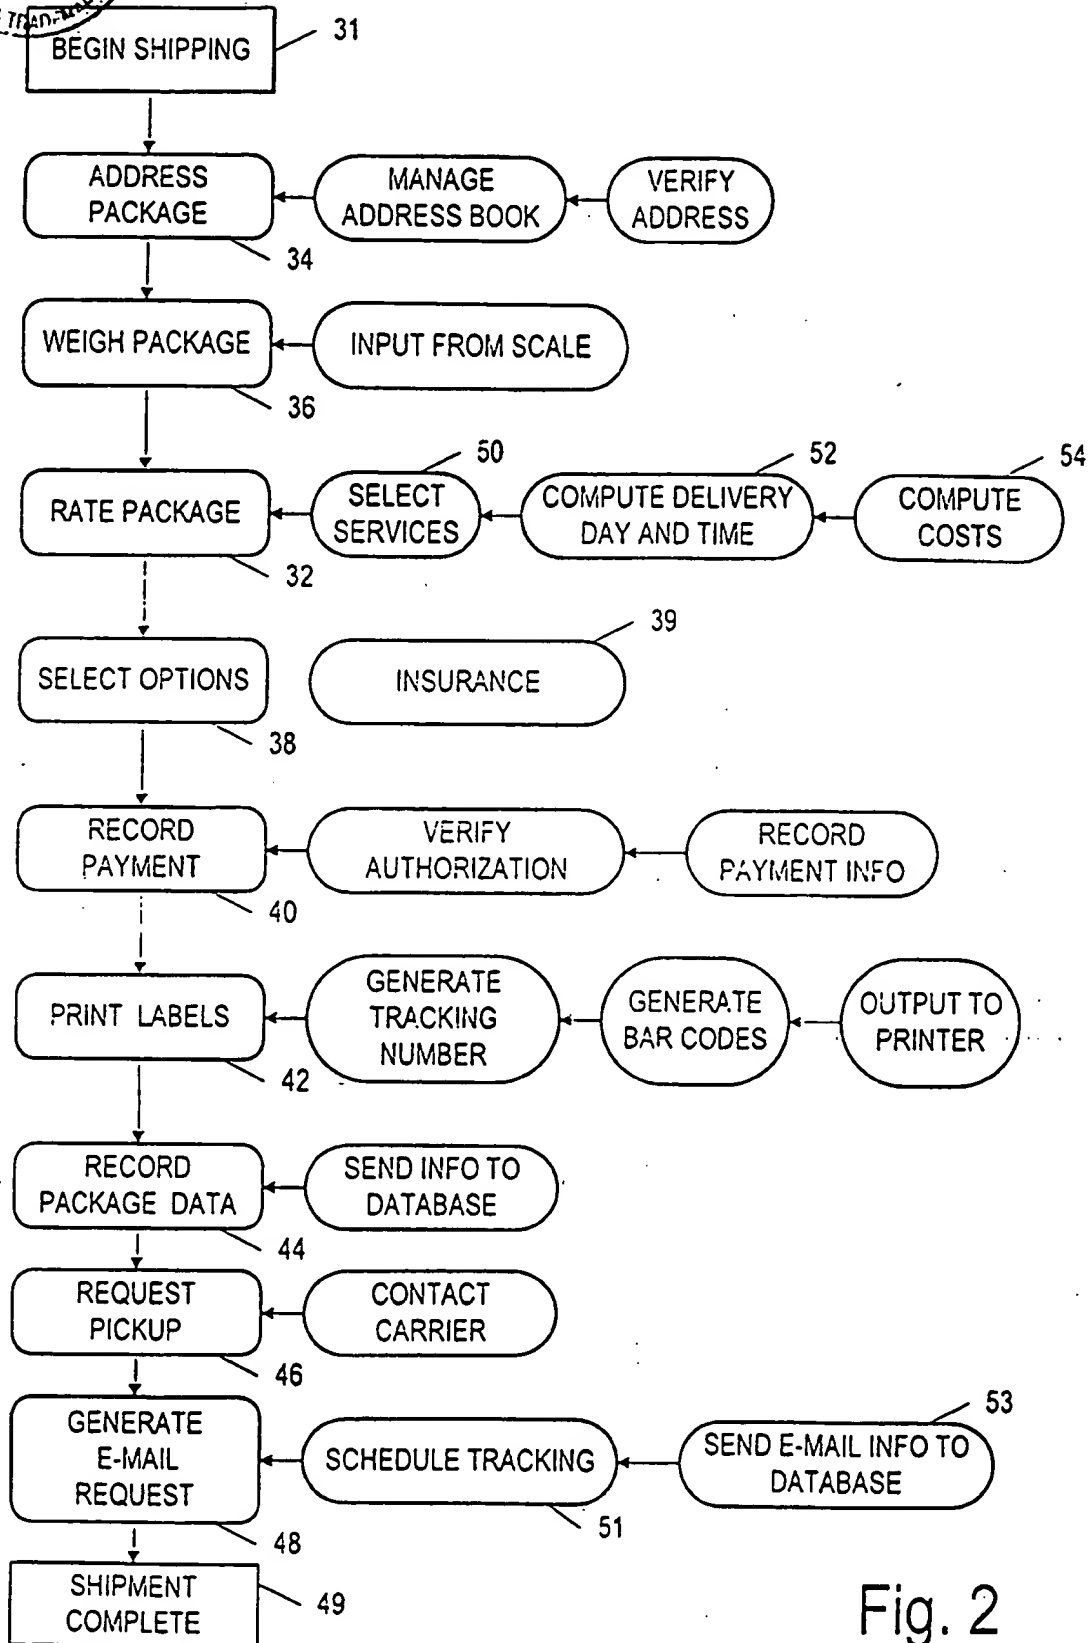 TRADEMA
BEGIN SHIPPING
31
ADDRESS
PACKAGE
34
MANAGE
ADDRESS BOOK
VERIFY
ADDRESS
WEIGH PACKAGE
36
INPUT FROM SCALE
RATE PACKAGE
32
50
SELECT
SERVICES
52
COMPUTE DELIVERY
DAY AND TIME
54
COMPUTE
COSTS
SELECT OPTIONS
38
39
INSURANCE
RECORD
PAYMENT
40
VERIFY
AUTHORIZATION
RECORD
PAYMENT INFO
PRINT LABELS
42
GENERATE
TRACKING
NUMBER
GENERATE
BAR CODES
OUTPUT TO
PRINTER
RECORD
PACKAGE DATA
44
SEND INFO TO
DATABASE
REQUEST
PICKUP
46
CONTACT
CARRIER
GENERATE
E-MAIL
REQUEST
48
SCHEDULE TRACKING
51
53
SEND E-MAIL INFO TO
DATABASE
SHIPMENT
COMPLETE
49
Fig. 2